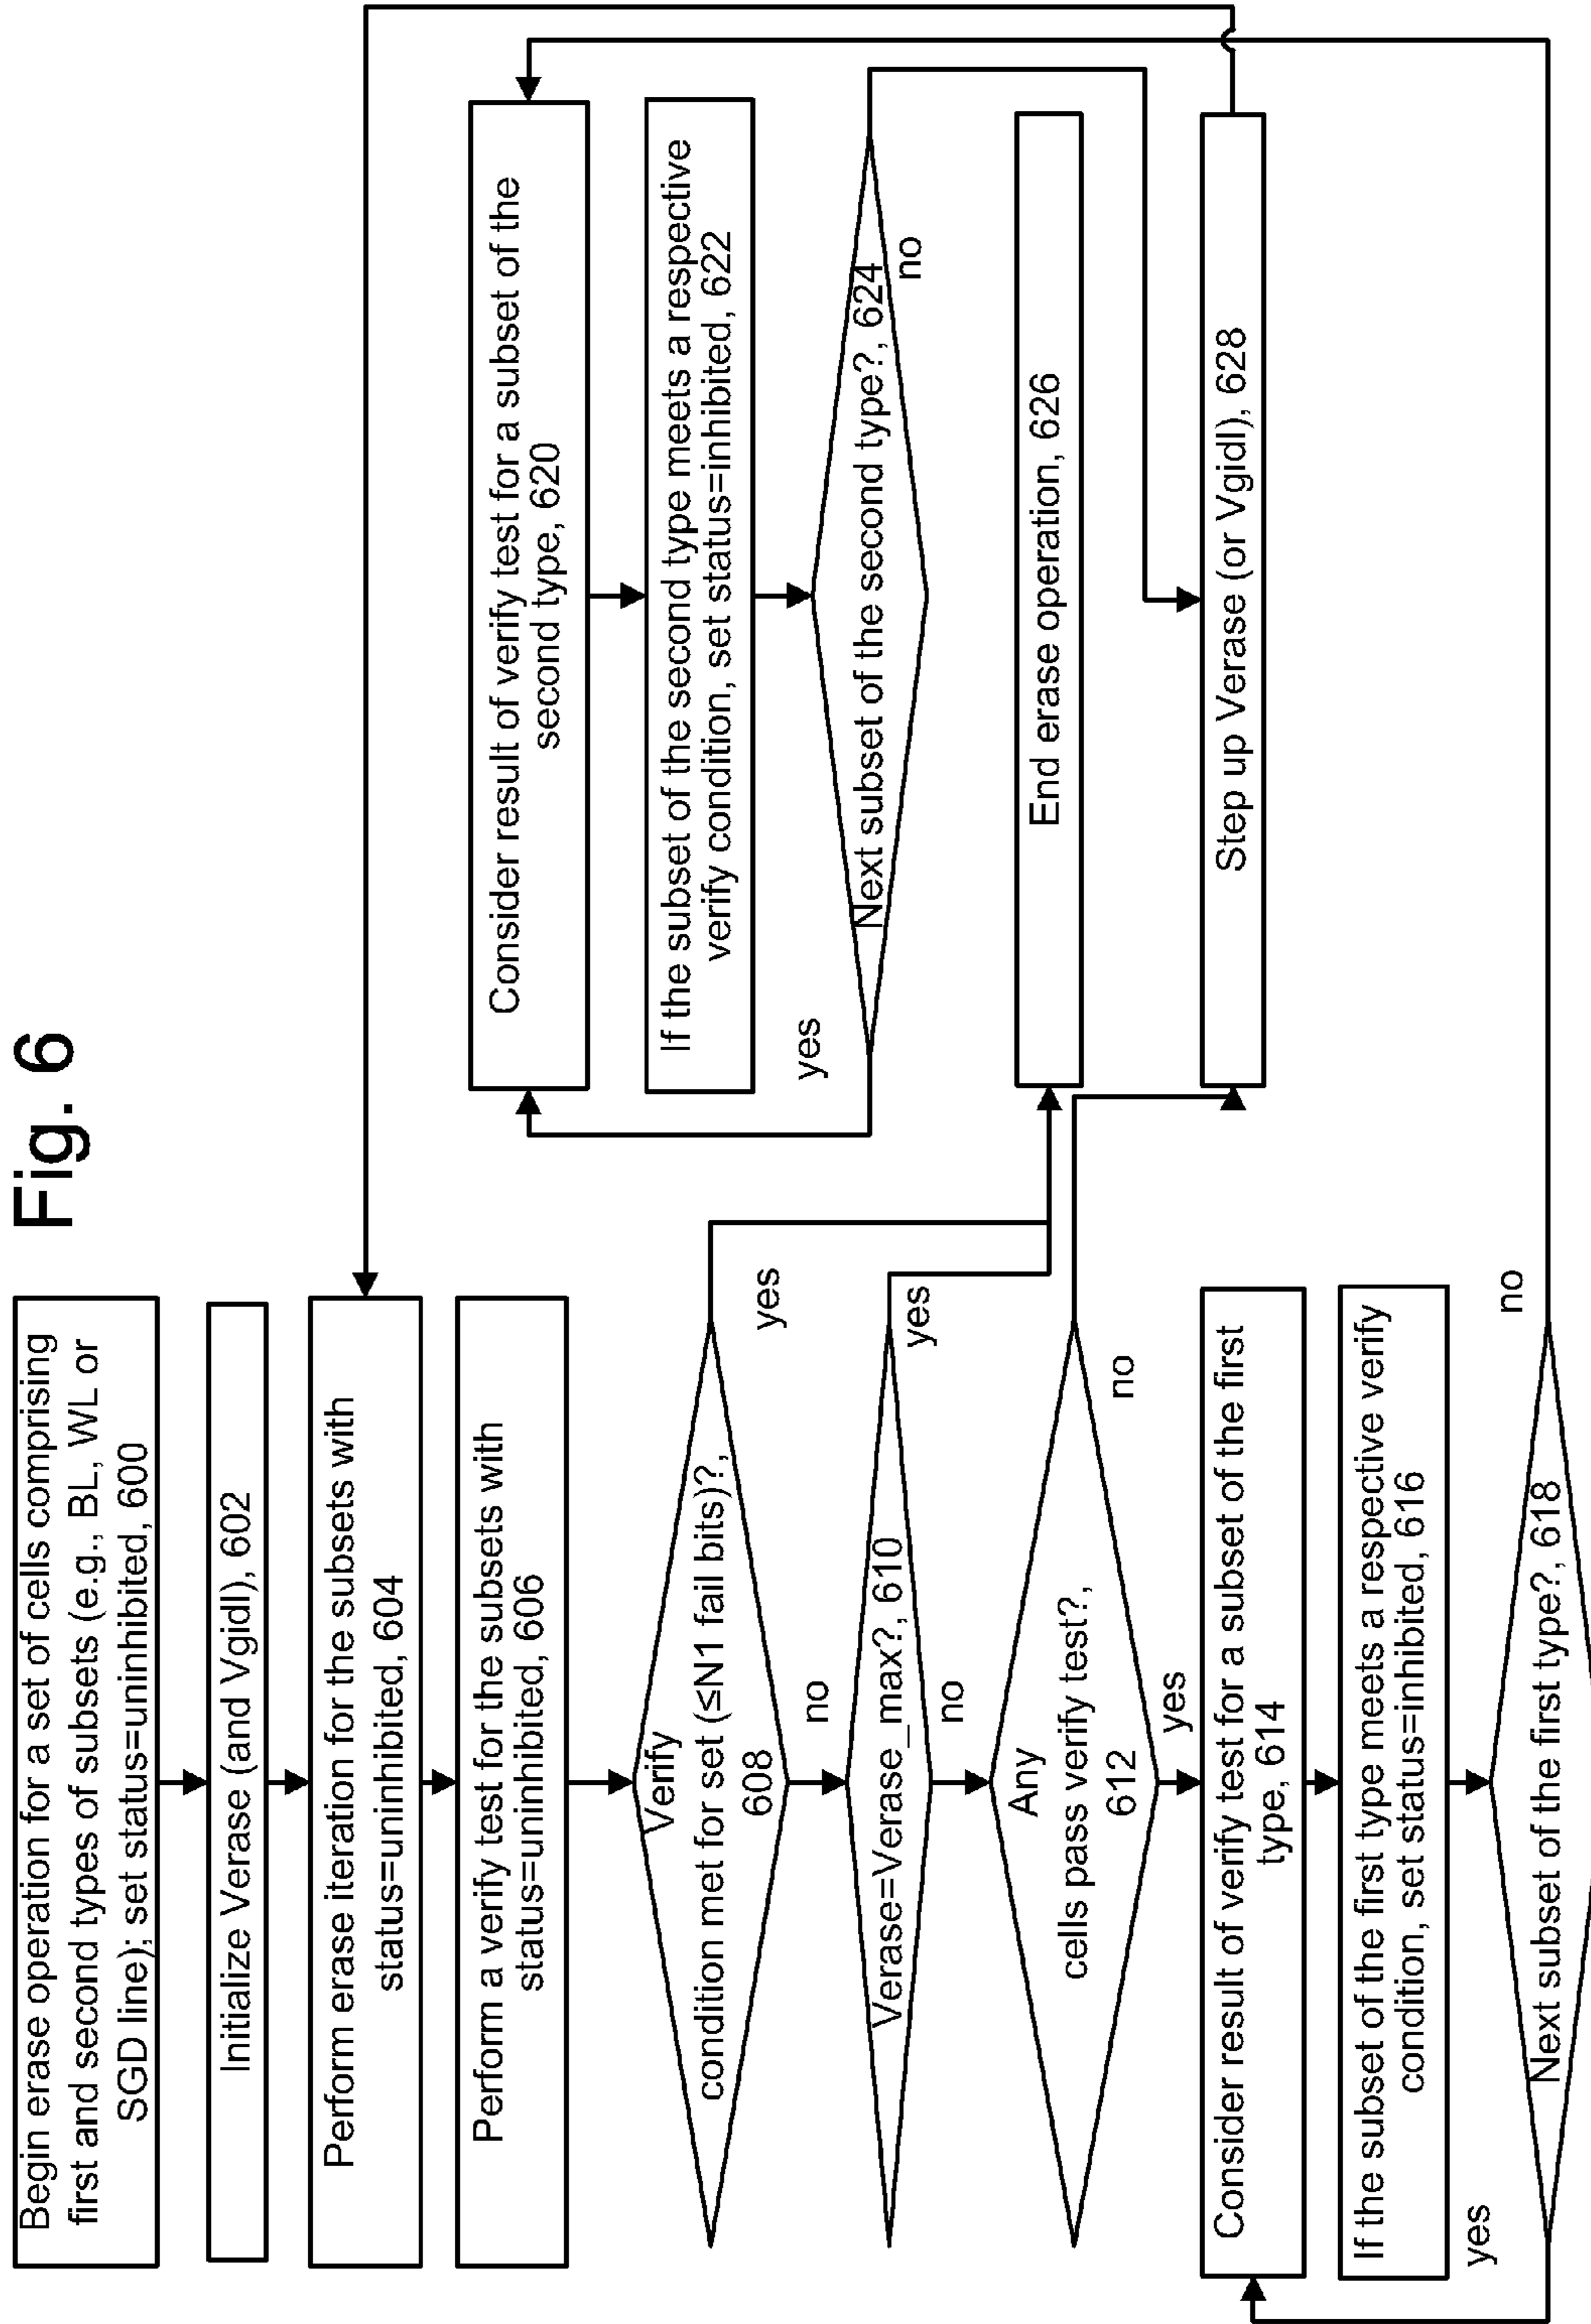 Fig. 6
Begin erase operation for a set of cells comprising
first and second types of subsets (e.g., BL, WL or
SGD line); set status=uninhibited, 600
Initialize Verase (and Vgidl), 602
Perform erase iteration for the subsets with
status=uninhibited, 604
Perform a verify test for the subsets with
status=uninhibited, 606
Verify
condition met for set (≤N1 fail bits)?,
608
yes
no
Verase=Verase_max?, 610
yes
no
Any
cells pass verify test?,
612
no
yes
Consider result of verify test for a subset of the first
type, 614
If the subset of the first type meets a respective verify
condition, set status=inhibited, 616
yes
Next subset of the first type?, 618
no
Consider result of verify test for a subset of the
second type, 620
If the subset of the second type meets a respective
verify condition, set status=inhibited, 622
yes
Next subset of the second type?, 624
no
End erase operation, 626
Step up Verase (or Vgidl), 628